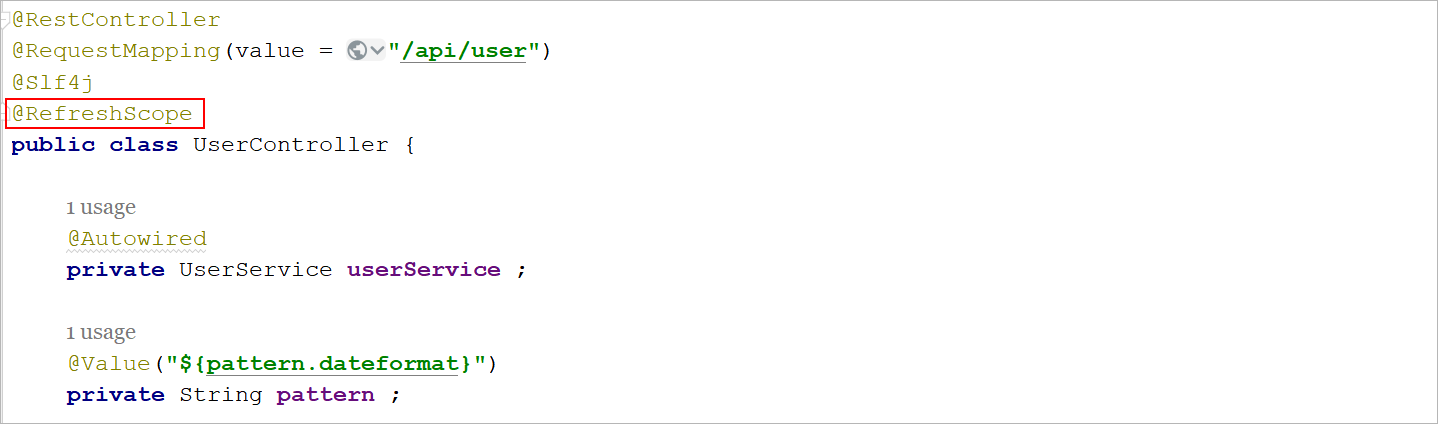 @RestController
@RequestMapping(value = "/api/user")
@Slf4j
@RefreshScope
public class UserController {
1 usage
@Autowired
private UserService userService ;
1 usage
@Value("${pattern.dateformat}")
private String pattern ;